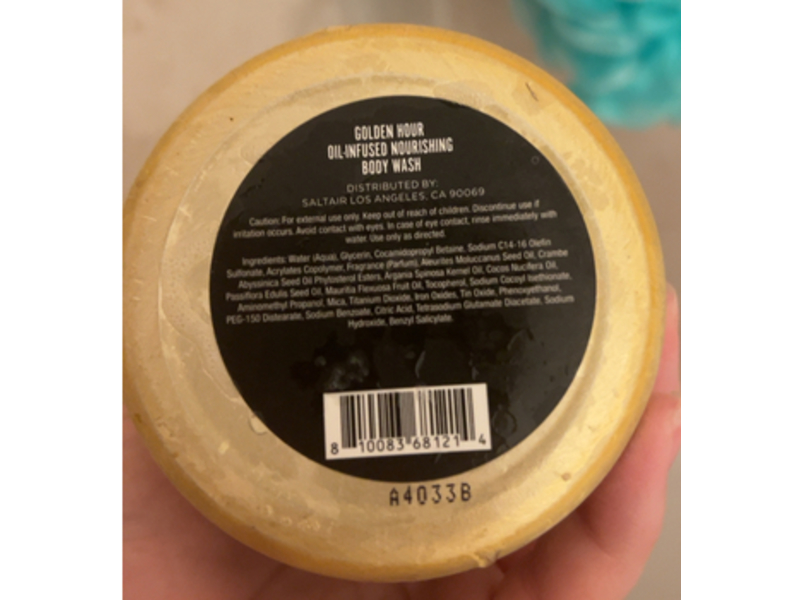 GOLDEN HOUR
OIL-INFUSED NOURISHING
BODY WASH
DISTRIBUTED BY:
SALTAIR LOS ANGELES, CA 90069
Caution: For external use only. Keep out of reach of children. Discontinue use if
irritation occurs. Avoid contact with eyes. In case of eye contact, rinse immediately with
water. Use only as directed.
Ingredients: Water (Aqua), Glycerin, Cocamidopropyl Betaine, Sodium C14-16 Olefin
Sulfonate, Acrylates Copolymer, Fragrance (Parfum), Aleurites Moluccanus Seed Oil, Crambe
Abyssinica Seed Oil Phytosterol Esters, Argania Spinosa Kernel Oil, Cocos Nucifera Oil,
Passiflora Edulis Seed Oil, Mauritia Flexuosa Fruit Oil, Tocopherol, Sodium Cocoyl Isethionate,
Aminomethyl Propanol, Mica, Titanium Dioxide, Iron Oxides, Tin Oxide, Phenoxyethanol,
PEG-150 Distearate, Sodium Benzoate, Citric Acid, Tetrasodium Glutamate Diacetate, Sodium
Hydroxide, Benzyl Salicylate.
8 10083 68121 4
A4033B